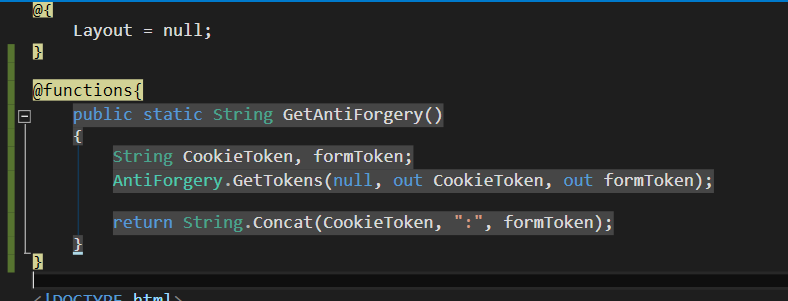 @{
Layout = null;
}
@functions{
public static String GetAntiForgery()
{
String CookieToken, formToken;
AntiForgery.GetTokens(null, out CookieToken, out formToken);
return String.Concat(CookieToken, ":", formToken);
}
}
<!DOCTYPE html>